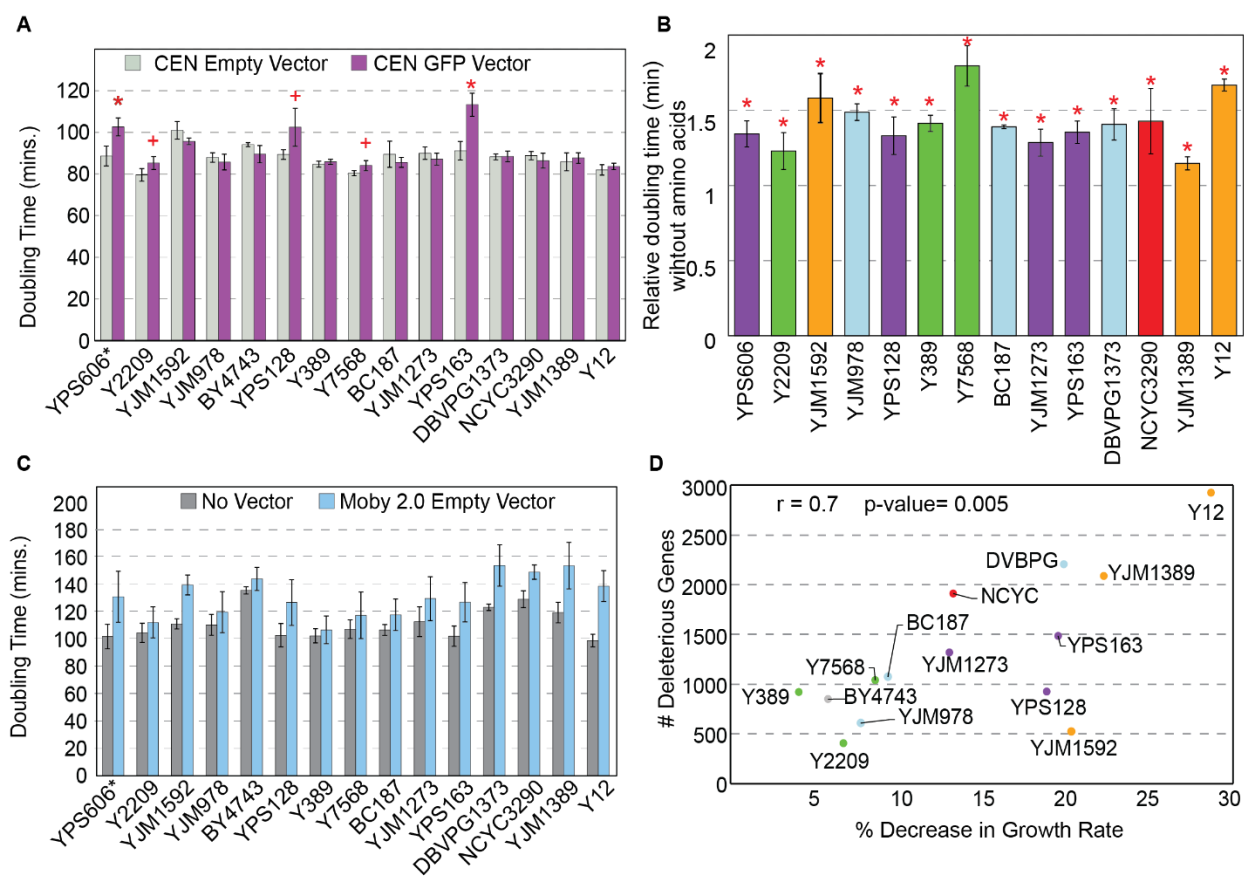 A
CEN Empty Vector CEN GFP Vector
Doubling Time (mins.)
120
100
80
60
40
20
0
* + + + *
YPS606* Y2209 YJM1592 YJM978 BY4743 YPS128 Y389 Y7568 BC187 YJM1273 YPS163 DBVPG1373 NCYC3290 YJM1389 Y12
B
Relative doubling time (min)
whtout amino acids
2
1.5
1
0.5
0
* * * * * * * * * * * * * *
YPS606 Y2209 YJM1592 YJM978 YPS128 Y389 Y7568 BC187 YJM1273 YPS163 DBVPG1373 NCYC3290 YJM1389 Y12
C
No Vector Moby 2.0 Empty Vector
Doubling Time (mins.)
200
180
160
140
120
100
80
60
40
20
0
YPS606* Y2209 YJM1592 YJM978 BY4743 YPS128 Y389 Y7568 BC187 YJM1273 YPS163 DBVPG1373 NCYC3290 YJM1389 Y12
D
r = 0.7 p-value= 0.005
# Deleterious Genes
3000
2500
2000
1500
1000
500
0
Y12
DVBPG
YJM1389
NCYC
BC187
YPS163
YJM1273
Y7568
Y389
BY4743
YPS128
YJM978
YJM1592
Y2209
5 10 15 20 25 30
% Decrease in Growth Rate